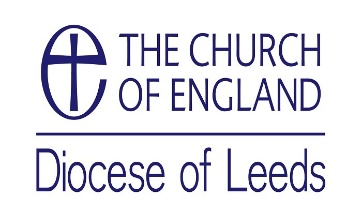 THE CHURCH
OF ENGLAND
Diocese of Leeds